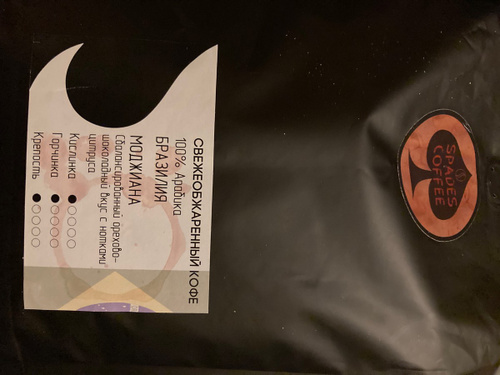 СВЕЖЕОБЖАРЕННЫЙ КОФЕ
100% Арабика
БРАЗИЛИЯ
МОДЖИАНА
Сбалансированный орехово-
шоколадный вкус с нотками
цитруса
Кислинка
Горчинка
Крепость
SPADES
COFFEE